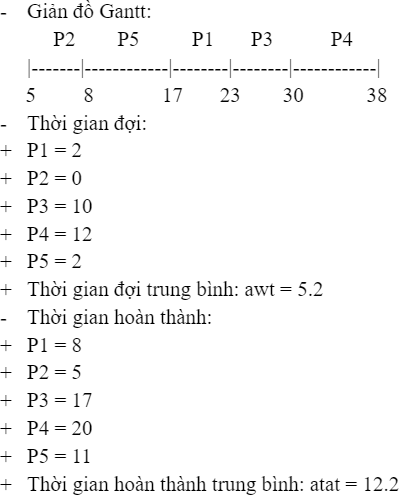 - Giản đồ Gantt:
P2 P5 P1 P3 P4
|-------|------------|--------|--------|------------|
5 8 17 23 30 38
- Thời gian đợi:
+ P1 = 2
+ P2 = 0
+ P3 = 10
+ P4 = 12
+ P5 = 2
+ Thời gian đợi trung bình: awt = 5.2
- Thời gian hoàn thành:
+ P1 = 8
+ P2 = 5
+ P3 = 17
+ P4 = 20
+ P5 = 11
+ Thời gian hoàn thành trung bình: atat = 12.2